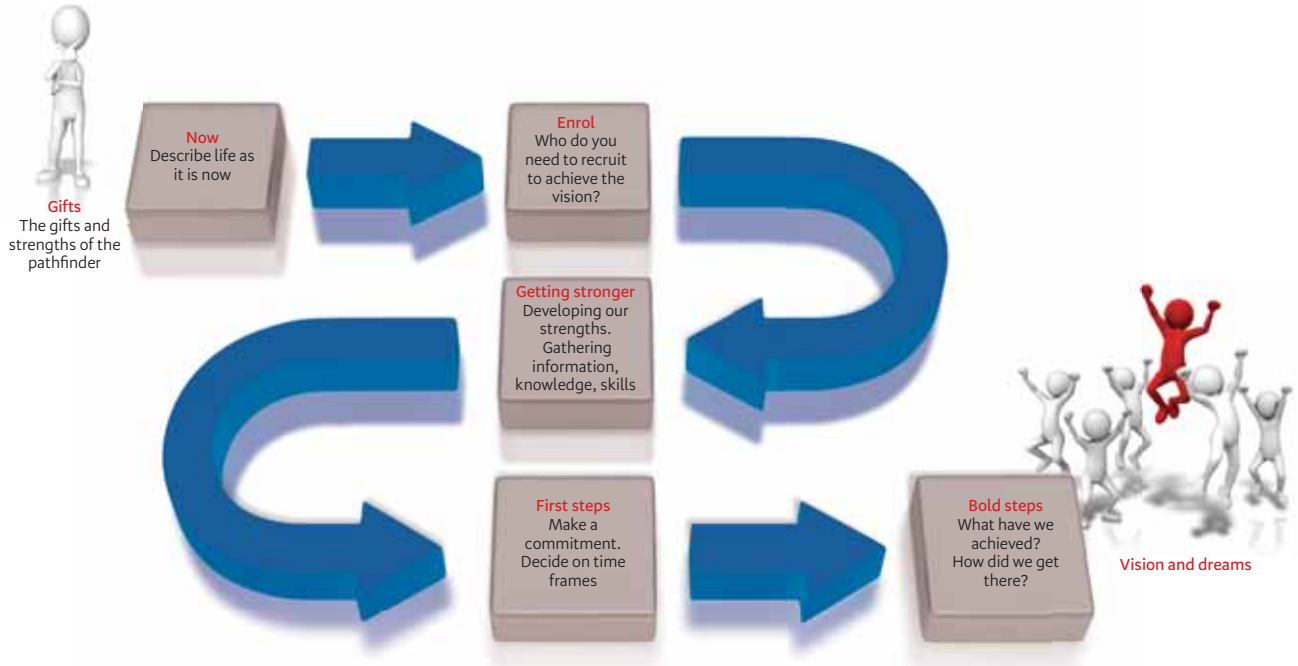 Gifts
The gifts and
strengths of the
pathfinder
Now
Describe life as
it is now
Enrol
Who do you
need to recruit
to achieve the
vision?
Getting stronger
Developing our
strengths.
Gathering
information,
knowledge, skills
First steps
Make a
commitment.
Decide on time
frames
Bold steps
What have we
achieved?
How did we get
there?
Vision and dreams